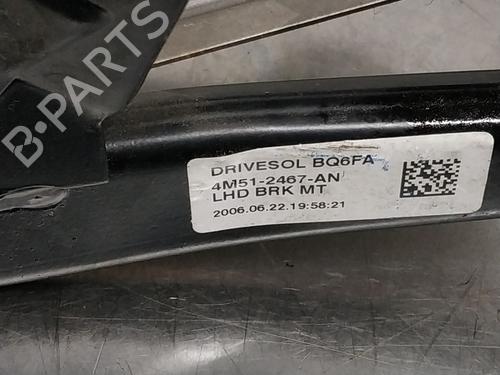 B-PARTS
DRIVESOL BQ6FA
4M51-2467-AN
LHD BRK MT
2006.06.22.19:58:21